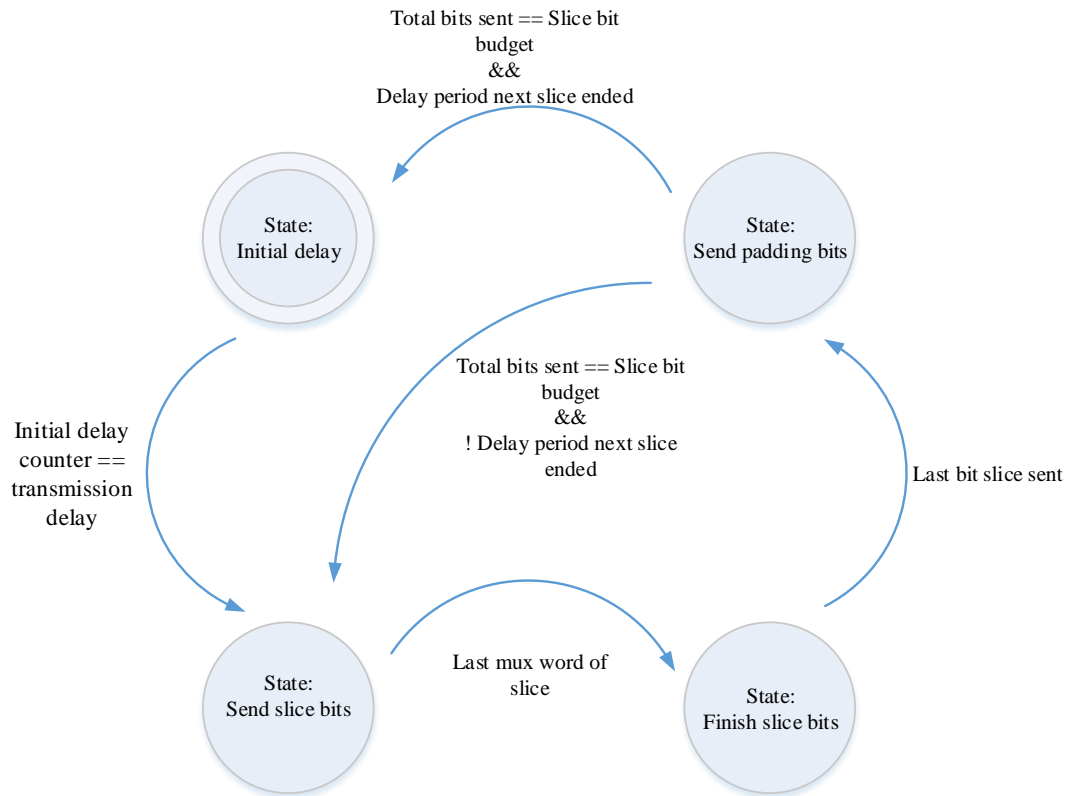 Total bits sent == Slice bit
budget
&&
Delay period next slice ended
State:
Initial delay
State:
Send padding bits
Total bits sent == Slice bit
budget
&&
! Delay period next slice
ended
Initial delay
counter ==
transmission
delay
Last bit slice sent
Last mux word of
slice
State:
Send slice bits
State:
Finish slice bits